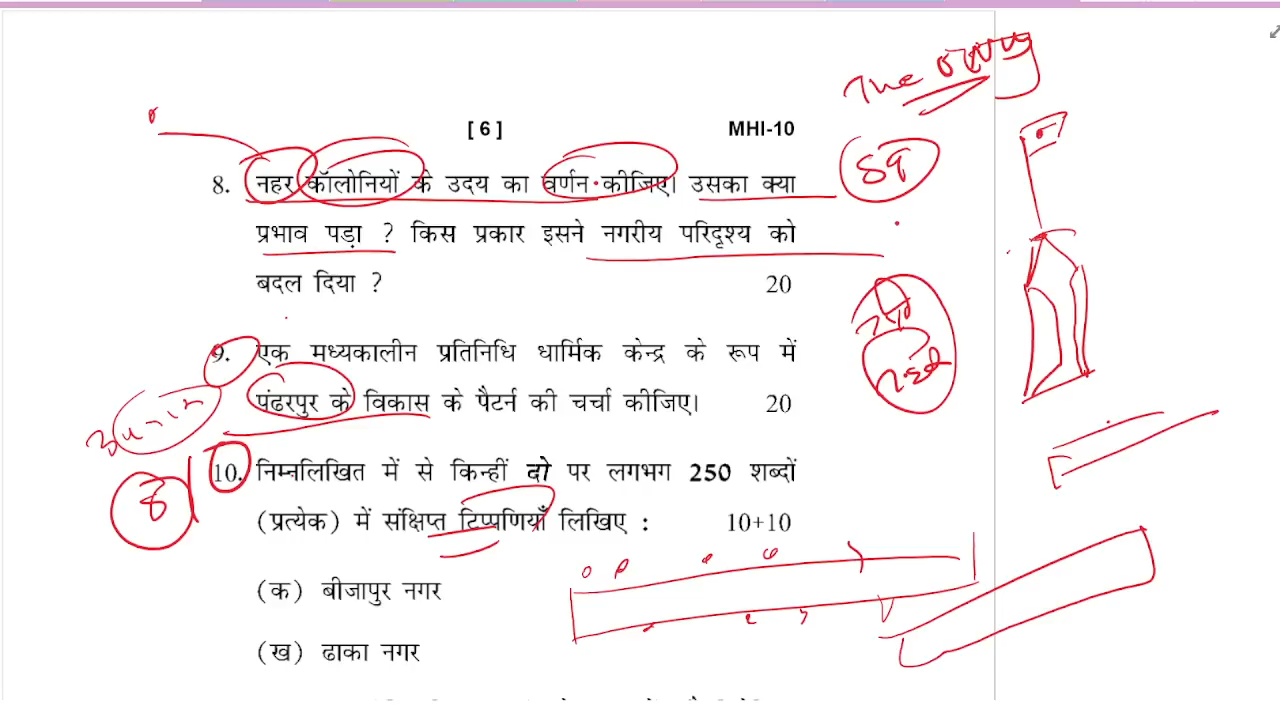 The
[ 6 ] MHI-10
8. नहर कॉलोनियों के उदय का वर्णन कीजिए। उसका क्या
प्रभाव पड़ा ? किस प्रकार इसने नगरीय परिदृश्य को
बदल दिया ? 20
9. एक मध्यकालीन प्रतिनिधि धार्मिक केन्द्र के रूप में
पंढरपुर के विकास के पैटर्न की चर्चा कीजिए। 20
8
10. निम्नलिखित में से किन्हीं दो पर लगभग 250 शब्दों
(प्रत्येक) में संक्षिप्त टिप्पणियाँ लिखिए : 10+10
(क) बीजापुर नगर
(ख) ढाका नगर